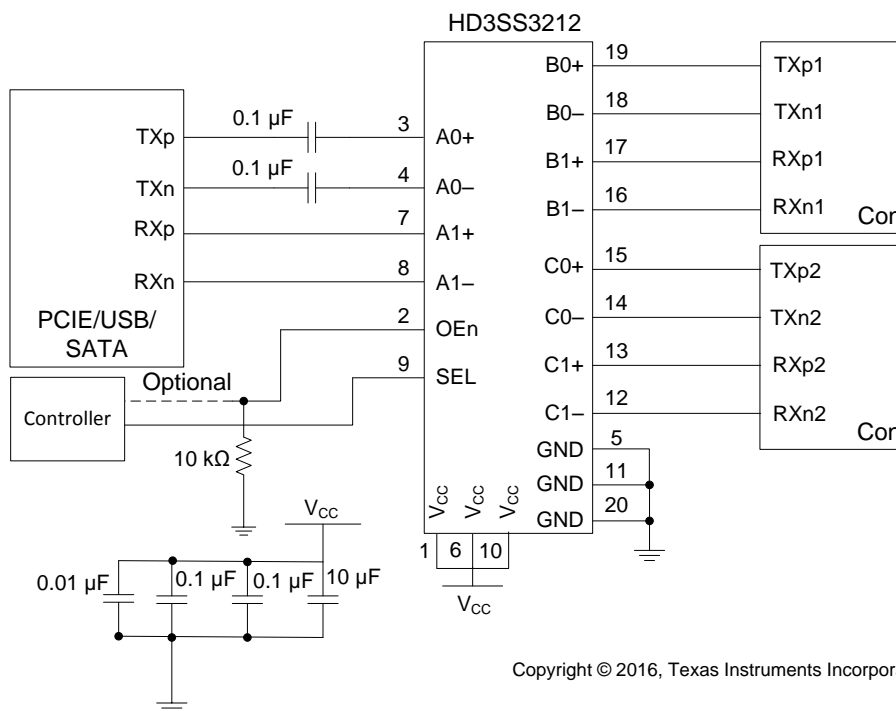 HD3SS3212
TXp
TXn
RXp
RXn
PCIE/USB/
SATA
0.1 µF
0.1 µF
3
4
7
8
2
9
A0+
A0–
A1+
A1–
OEn
SEL
B0+
B0–
B1+
B1–
C0+
C0–
C1+
C1–
GND
GND
GND
19
18
17
16
15
14
13
12
5
11
20
TXp1
TXn1
RXp1
RXn1
TXp2
TXn2
RXp2
RXn2
Controller
Optional
10 kΩ
VCC
VCC
VCC
1
6
10
VCC
VCC
0.01 µF
0.1 µF
0.1 µF
10 µF
Copyright © 2016, Texas Instruments